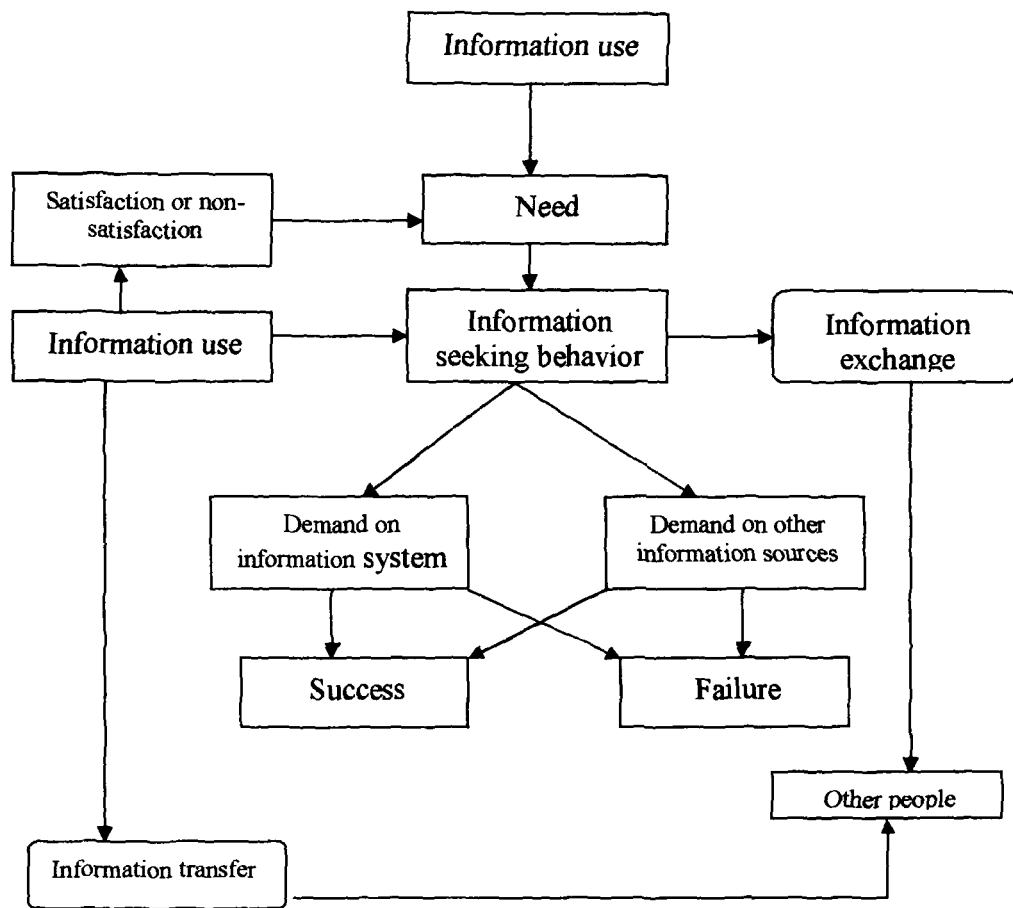 Information use
Satisfaction or non-
satisfaction
Need
Information use
Information
seeking behavior
Information
exchange
Demand on
information system
Demand on other
information sources
Success
Failure
Other people
Information transfer